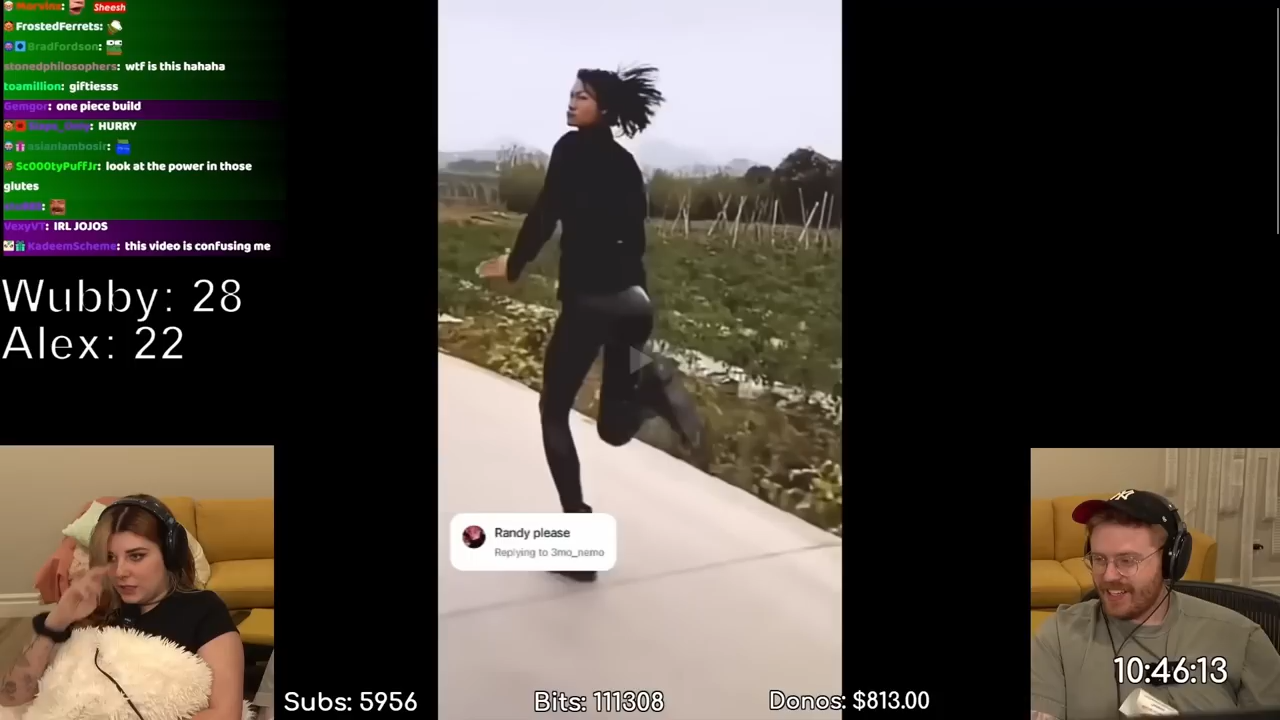 Sheesh
FrostedFerrets:
BradFordson:
stonedphilosophers: wtf is this hahaha
toamillion: giftiesss
Gemgor: one piece build
HURRY
asianlambosir:
Sc000tyPuffJr: look at the power in those
glutes
VexyVT: IRL JOJOS
KadeemScheme: this video is confusing me
Wubby: 28
Alex: 22
Randy please
Replying to 3mo_nemo
10:46:13
Subs: 5956
Bits: 111308
Donos: $813.00